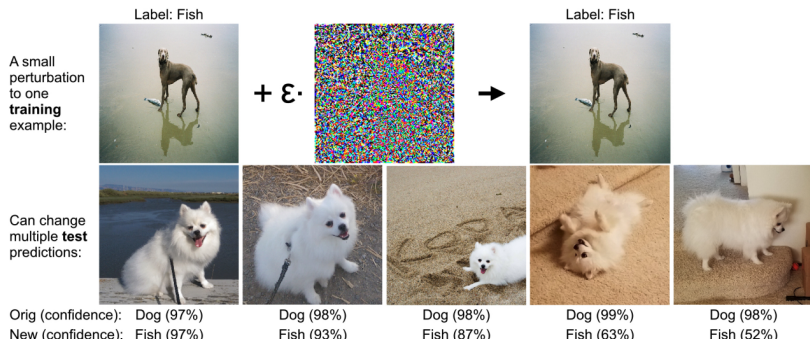 Label: Fish
Label: Fish
A small
perturbation
to one
training
example:
+ ε·
Can change
multiple test
predictions:
Orig (confidence): Dog (97%) Dog (98%) Dog (98%) Dog (99%) Dog (98%)
New (confidence): Fish (97%) Fish (93%) Fish (87%) Fish (63%) Fish (52%)